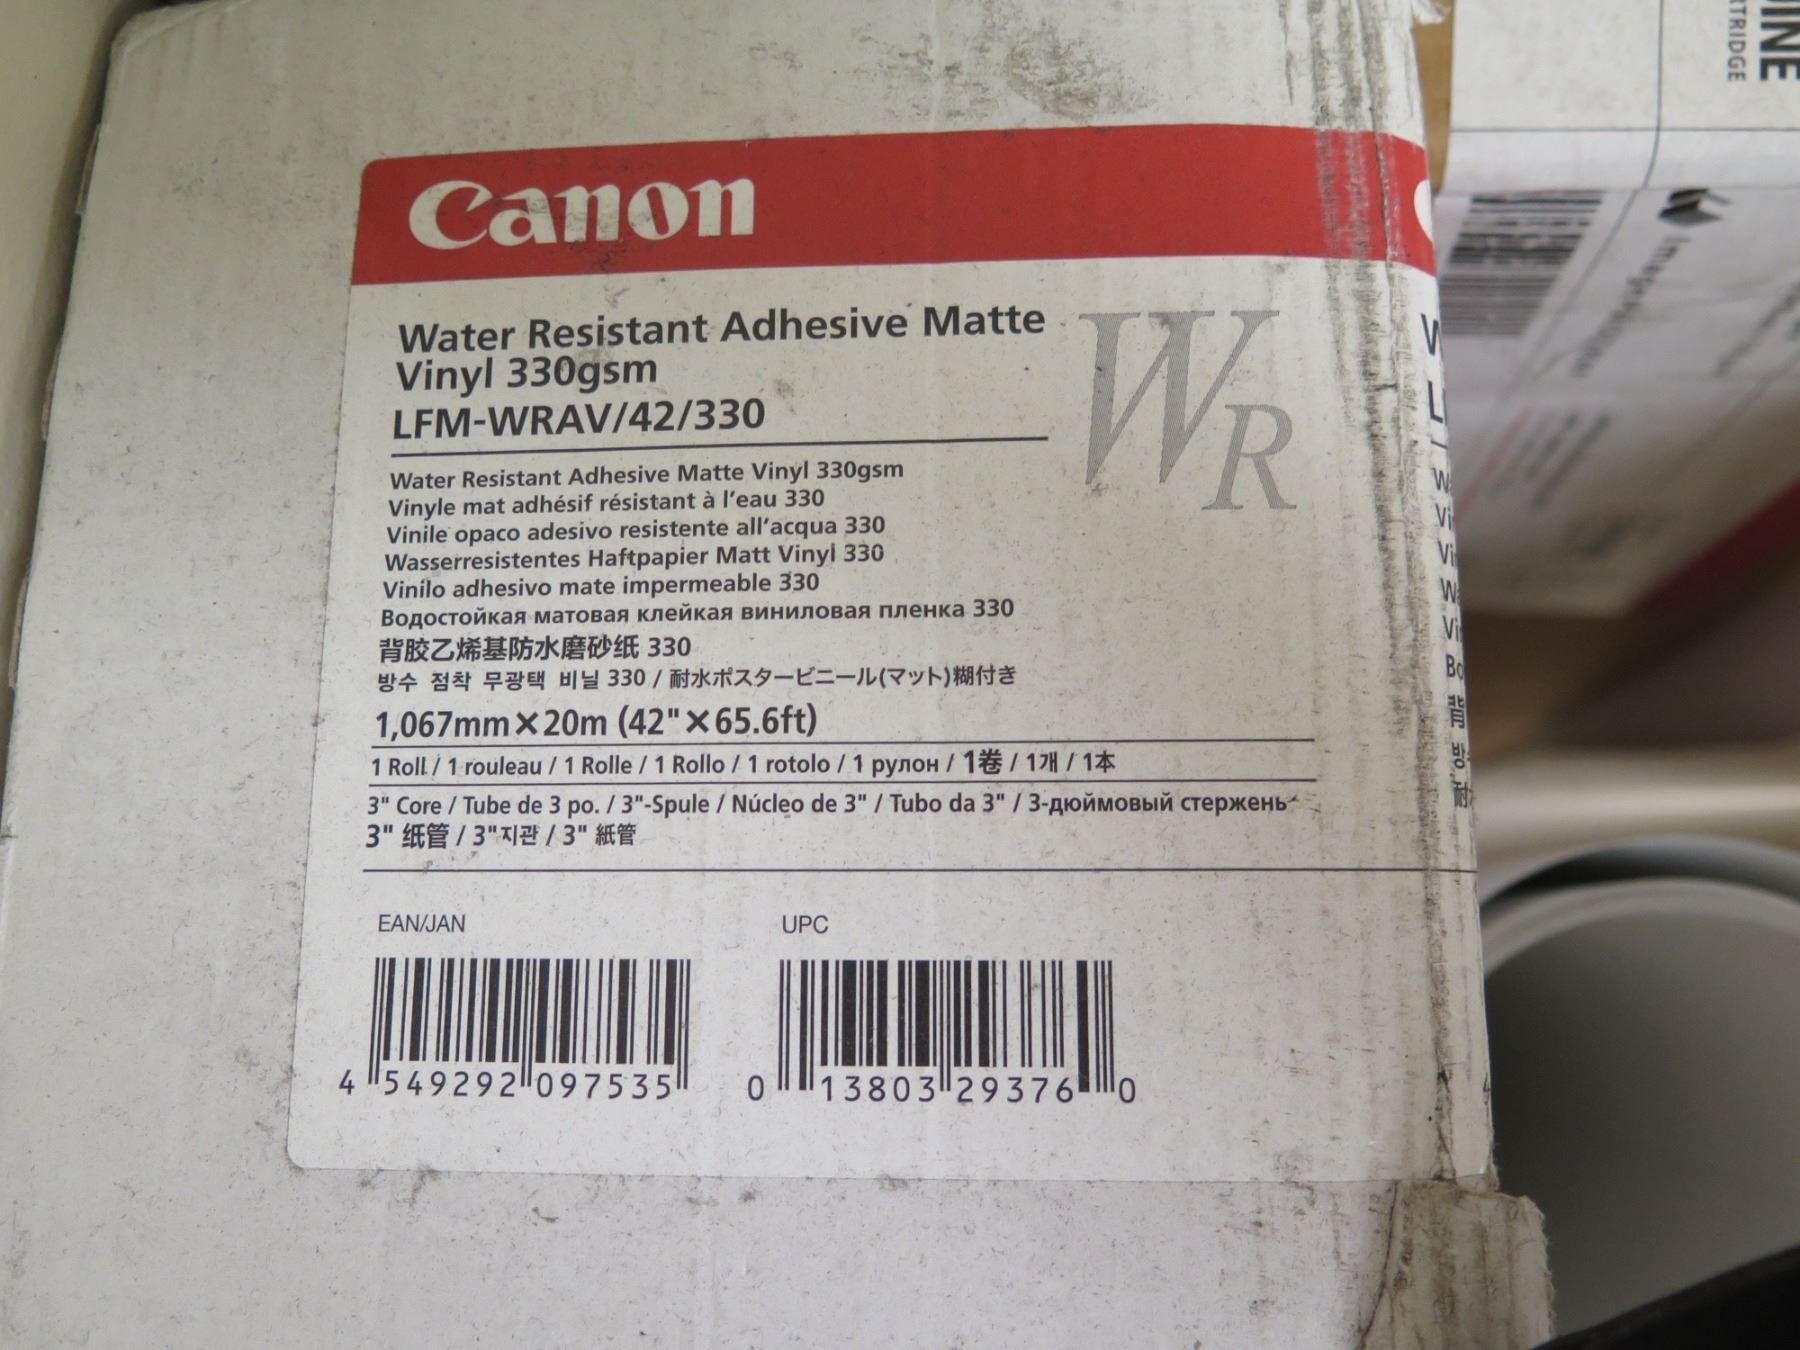 Canon
Water Resistant Adhesive Matte
Vinyl 330gsm
LFM-WRAV/42/330
WR
Water Resistant Adhesive Matte Vinyl 330gsm
Vinyle mat adhésif résistant à l'eau 330
Vinile opaco adesivo resistente all'acqua 330
Wasserresistentes Haftpapier Matt Vinyl 330
Vinilo adhesivo mate impermeable 330
Водостойкая матовая клейкая виниловая пленка 330
背胶乙烯基防水磨砂纸 330
방수 점착 무광택 비닐 330 / 耐水ポスタービニール(マット)糊付き
1,067mm×20m (42"×65.6ft)
1 Roll / 1 rouleau / 1 Rolle / 1 Rollo / 1 rotolo / 1 рулон / 1卷 / 1개 / 1本
3" Core / Tube de 3 po. / 3"-Spule / Núcleo de 3" / Tubo da 3" / 3-дюймовый стержень
3" 纸管 / 3"지관 / 3" 紙管
EAN/JAN
4 549292 097535
UPC
0 13803 29376 0